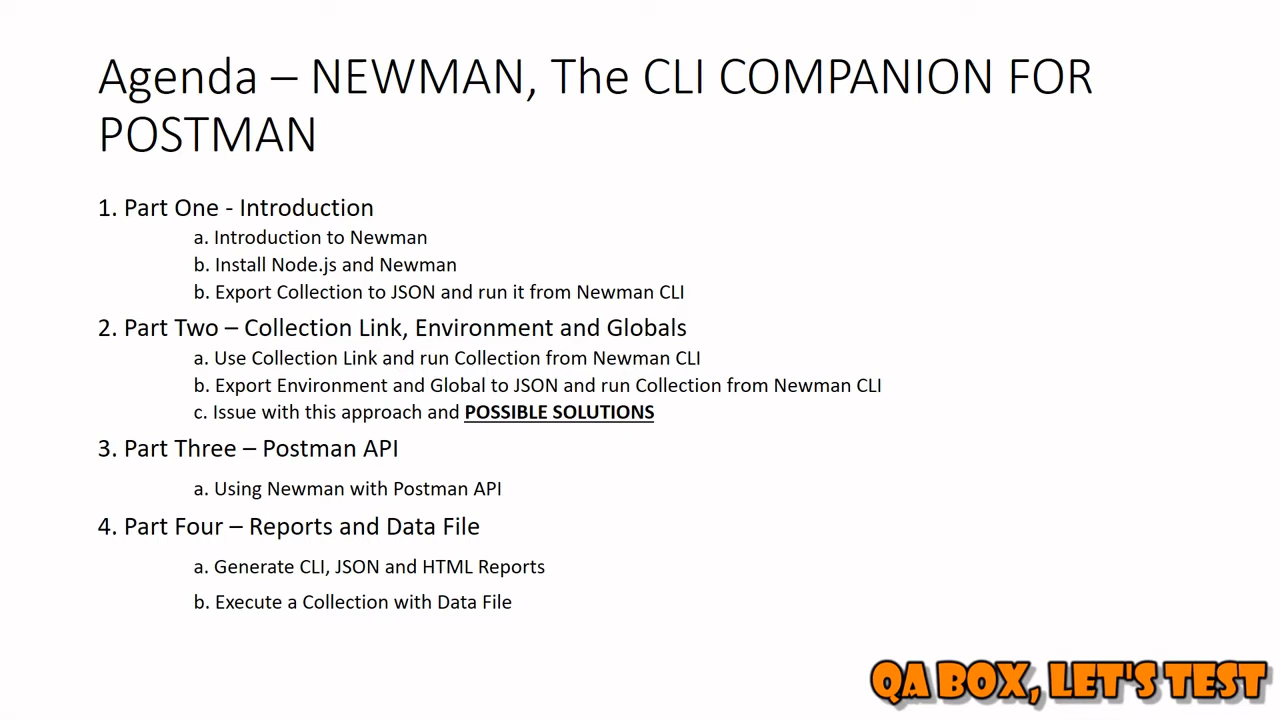 Agenda – NEWMAN, The CLI COMPANION FOR
POSTMAN
1. Part One - Introduction
a. Introduction to Newman
b. Install Node.js and Newman
b. Export Collection to JSON and run it from Newman CLI
2. Part Two – Collection Link, Environment and Globals
a. Use Collection Link and run Collection from Newman CLI
b. Export Environment and Global to JSON and run Collection from Newman CLI
c. Issue with this approach and POSSIBLE SOLUTIONS
3. Part Three – Postman API
a. Using Newman with Postman API
4. Part Four – Reports and Data File
a. Generate CLI, JSON and HTML Reports
b. Execute a Collection with Data File
QA BOX, LET'S TEST